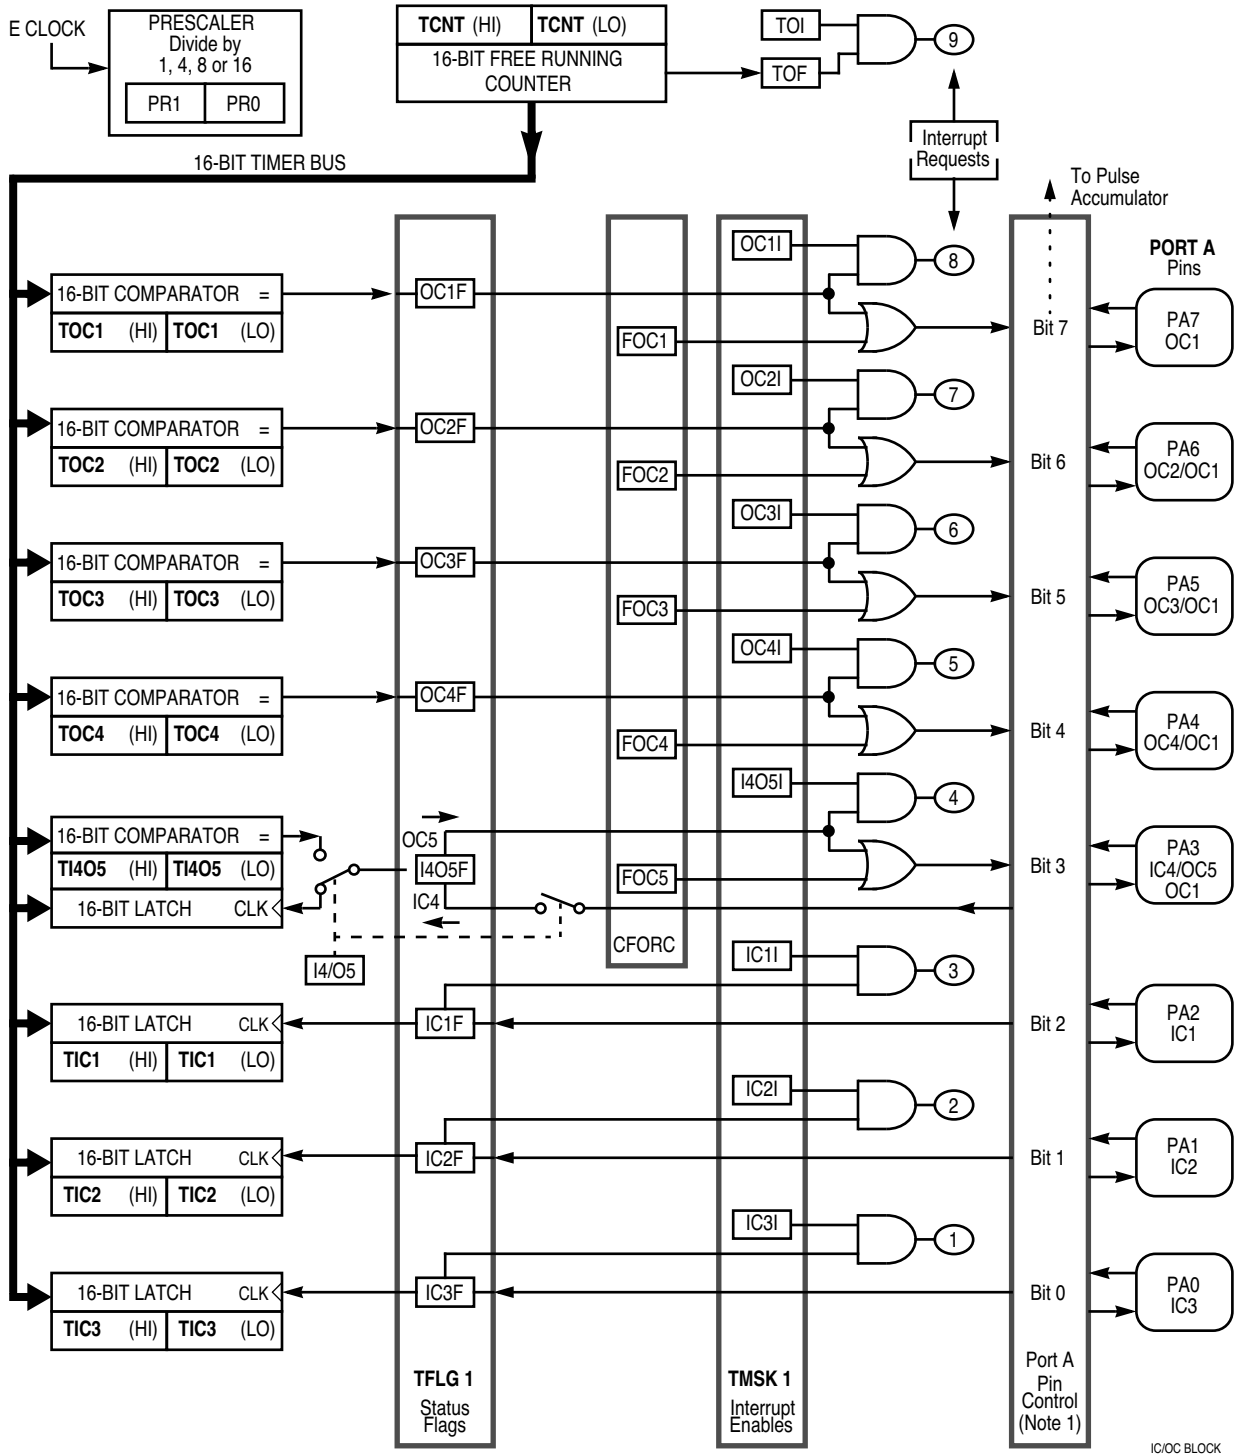 E CLOCK
PRESCALER
Divide by
1, 4, 8 or 16
PR1 PR0
TCNT (HI) TCNT (LO)
16-BIT FREE RUNNING
COUNTER
TOI
TOF
9
Interrupt
Requests
16-BIT TIMER BUS
To Pulse
Accumulator
PORT A
Pins
OC1I
8
16-BIT COMPARATOR =
TOC1 (HI) TOC1 (LO)
OC1F
FOC1
Bit 7
PA7
OC1
OC2I
7
16-BIT COMPARATOR =
TOC2 (HI) TOC2 (LO)
OC2F
FOC2
Bit 6
PA6
OC2/OC1
OC3I
6
16-BIT COMPARATOR =
TOC3 (HI) TOC3 (LO)
OC3F
FOC3
Bit 5
PA5
OC3/OC1
OC4I
5
16-BIT COMPARATOR =
TOC4 (HI) TOC4 (LO)
OC4F
FOC4
Bit 4
PA4
OC4/OC1
I4O5I
4
16-BIT COMPARATOR =
TI4O5 (HI) TI4O5 (LO)
16-BIT LATCH CLK
OC5
I4O5F
IC4
FOC5
Bit 3
PA3
IC4/OC5
OC1
I4/O5
CFORC
IC1I
3
16-BIT LATCH CLK
TIC1 (HI) TIC1 (LO)
IC1F
Bit 2
PA2
IC1
IC2I
2
16-BIT LATCH CLK
TIC2 (HI) TIC2 (LO)
IC2F
Bit 1
PA1
IC2
IC3I
1
16-BIT LATCH CLK
TIC3 (HI) TIC3 (LO)
IC3F
Bit 0
PA0
IC3
TFLG 1
Status
Flags
TMSK 1
Interrupt
Enables
Port A
Pin
Control
(Note 1)
IC/OC BLOCK